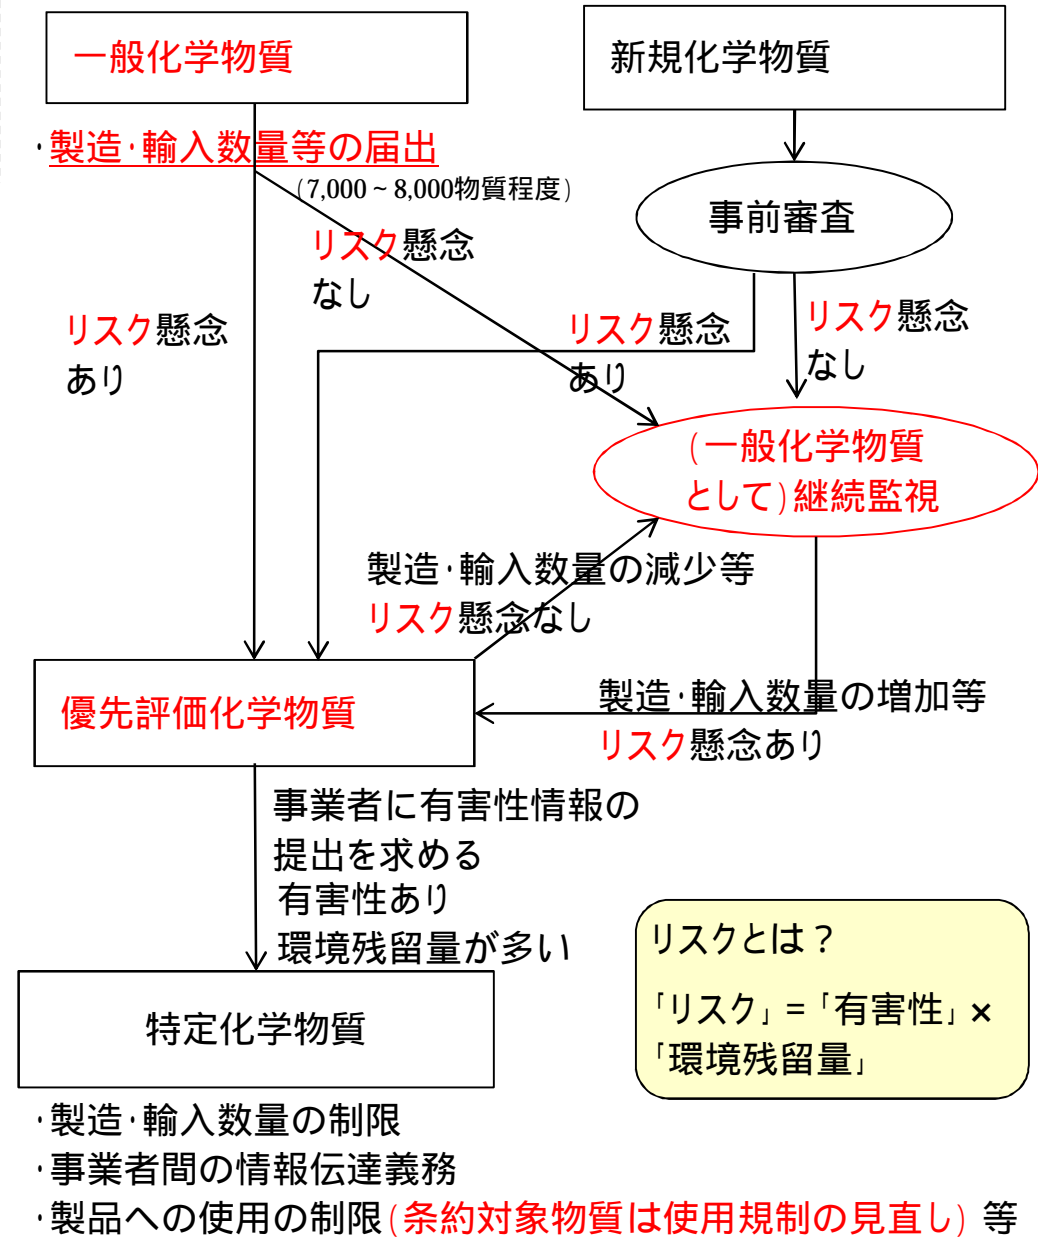 一般化学物質
新規化学物質
・製造・輸入数量等の届出
(7,000~8,000物質程度)
事前審査
リスク懸念
なし
リスク懸念
あり
リスク懸念
あり
リスク懸念
なし
(一般化学物質
として)継続監視
製造・輸入数量の減少等
リスク懸念なし
優先評価化学物質
製造・輸入数量の増加等
リスク懸念あり
事業者に有害性情報の
提出を求める
有害性あり
環境残留量が多い
リスクとは?
「リスク」=「有害性」×
「環境残留量」
特定化学物質
・製造・輸入数量の制限
・事業者間の情報伝達義務
・製品への使用の制限(条約対象物質は使用規制の見直し) 等